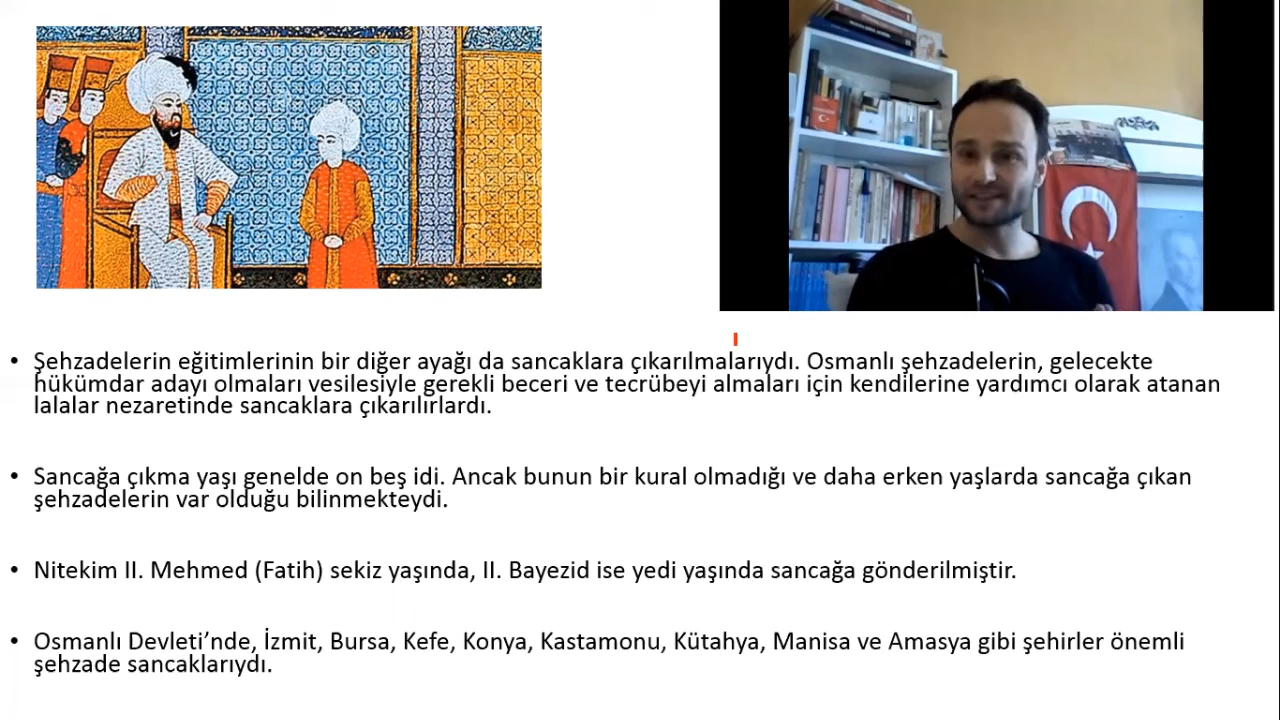 • Şehzadelerin eğitimlerinin bir diğer ayağı da sancaklara çıkarılmalarıydı. Osmanlı şehzadelerin, gelecekte
hükümdar adayı olmaları vesilesiyle gerekli beceri ve tecrübeyi almaları için kendilerine yardımcı olarak atanan
lalalar nezaretinde sancaklara çıkarılırlardı.
• Sancağa çıkma yaşı genelde on beş idi. Ancak bunun bir kural olmadığı ve daha erken yaşlarda sancağa çıkan
şehzadelerin var olduğu bilinmekteydi.
• Nitekim II. Mehmed (Fatih) sekiz yaşında, II. Bayezid ise yedi yaşında sancağa gönderilmiştir.
• Osmanlı Devleti’nde, İzmit, Bursa, Kefe, Konya, Kastamonu, Kütahya, Manisa ve Amasya gibi şehirler önemli
şehzade sancaklarıydı.